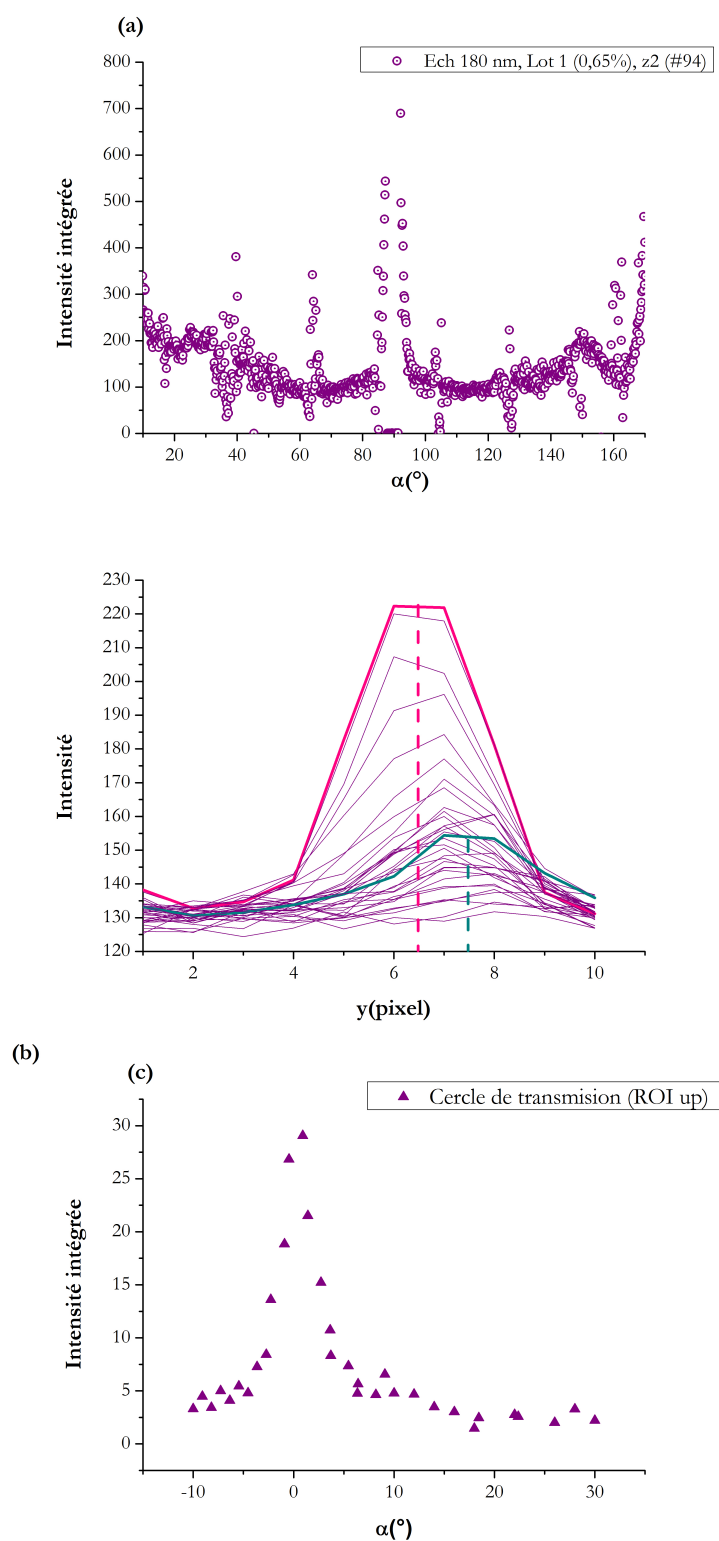 (a)
Ech 180 nm, Lot 1 (0,65%), z2 (#94)
800
700
600
500
400
300
200
100
0
Intensité intégrée
20 40 60 80 100 120 140 160
α(°)
230
220
210
200
190
180
170
160
150
140
130
120
Intensité
2 4 6 8 10
y(pixel)
(b)
(c)
Cercle de transmision (ROI up)
30
25
20
15
10
5
0
Intensité intégrée
-10 0 10 20 30
α(°)